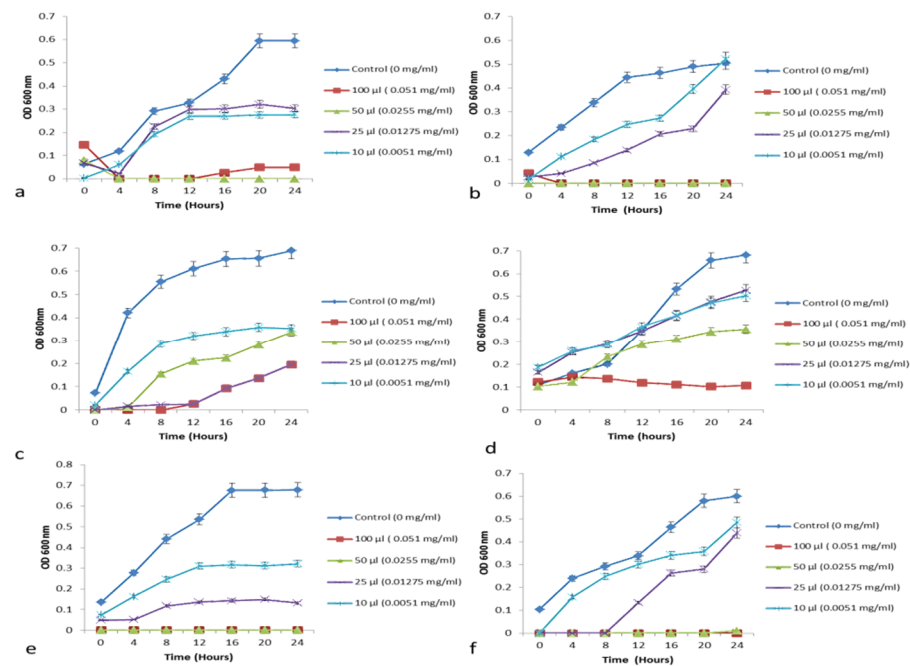 0.7
0.6
0.5
0.4
0.3
0.2
0.1
0
OD 600nm
0 4 8 12 16 20 24
Time (Hours)
Control (0 mg/ml)
100 µl ( 0.051 mg/ml)
50 µl (0.0255 mg/ml)
25 µl (0.01275 mg/ml)
10 µl (0.0051 mg/ml)
a
0.7
0.6
0.5
0.4
0.3
0.2
0.1
0
OD 600nm
0 4 8 12 16 20 24
Time (Hours)
Control (0 mg/ml)
100 µl ( 0.051 mg/ml)
50 µl (0.0255 mg/ml)
25 µl (0.01275 mg/ml)
10 µl (0.0051 mg/ml)
b
0.7
0.6
0.5
0.4
0.3
0.2
0.1
0
OD 600nm
0 4 8 12 16 20 24
Time (Hours)
Control (0 mg/ml)
100 µl ( 0.051 mg/ml)
50 µl (0.0255 mg/ml)
25 µl (0.01275 mg/ml)
10 µl (0.0051 mg/ml)
c
0.7
0.6
0.5
0.4
0.3
0.2
0.1
0
OD 600nm
0 4 8 12 16 20 24
Time (hours)
Control (0 mg/ml)
100 µl ( 0.051 mg/ml)
50 µl (0.0255 mg/ml)
25 µl (0.01275 mg/ml)
10 µl (0.0051 mg/ml)
d
0.8
0.7
0.6
0.5
0.4
0.3
0.2
0.1
0
OD 600nm
0 4 8 12 16 20 24
Time (Hours)
Control (0 mg/ml)
100 µl ( 0.051 mg/ml)
50 µl (0.0255 mg/ml)
25 µl (0.01275 mg/ml)
10 µl (0.0051 mg/ml)
e
0.7
0.6
0.5
0.4
0.3
0.2
0.1
0
OD 600nm
0 4 8 12 16 20 24
Time (Hours)
Control (0 mg/ml)
100 µl ( 0.051 mg/ml)
50 µl (0.0255 mg/ml)
25 µl (0.01275 mg/ml)
10 µl (0.0051 mg/ml)
f